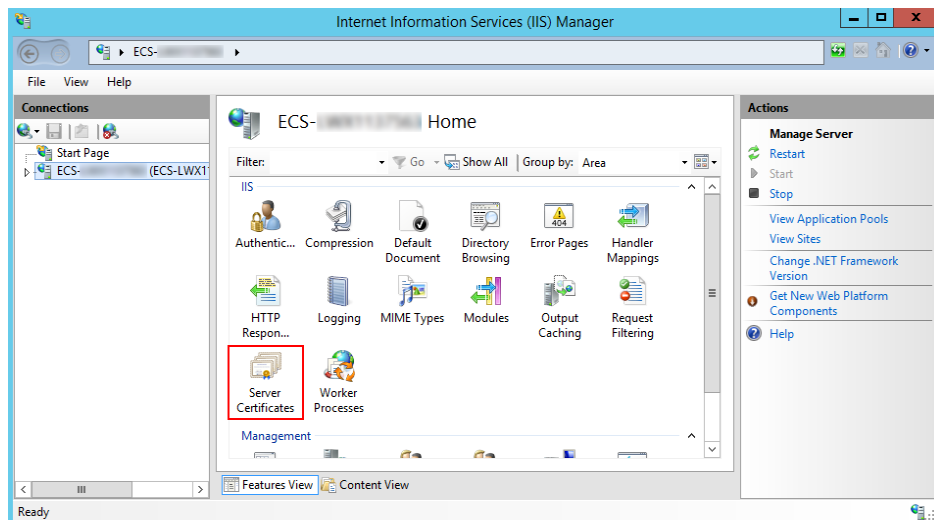 Internet Information Services (IIS) Manager
ECS-
File View Help
Connections
Start Page
ECS- (ECS-LWX1
ECS- Home
Filter: Go Show All Group by: Area
IIS
Authentic... Compression Default Document Directory Browsing Error Pages Handler Mappings
HTTP Respon... Logging MIME Types Modules Output Caching Request Filtering
Server Certificates Worker Processes
Management
Features View Content View
Actions
Manage Server
Restart
Start
Stop
View Application Pools
View Sites
Change .NET Framework
Version
Get New Web Platform
Components
Help
Ready